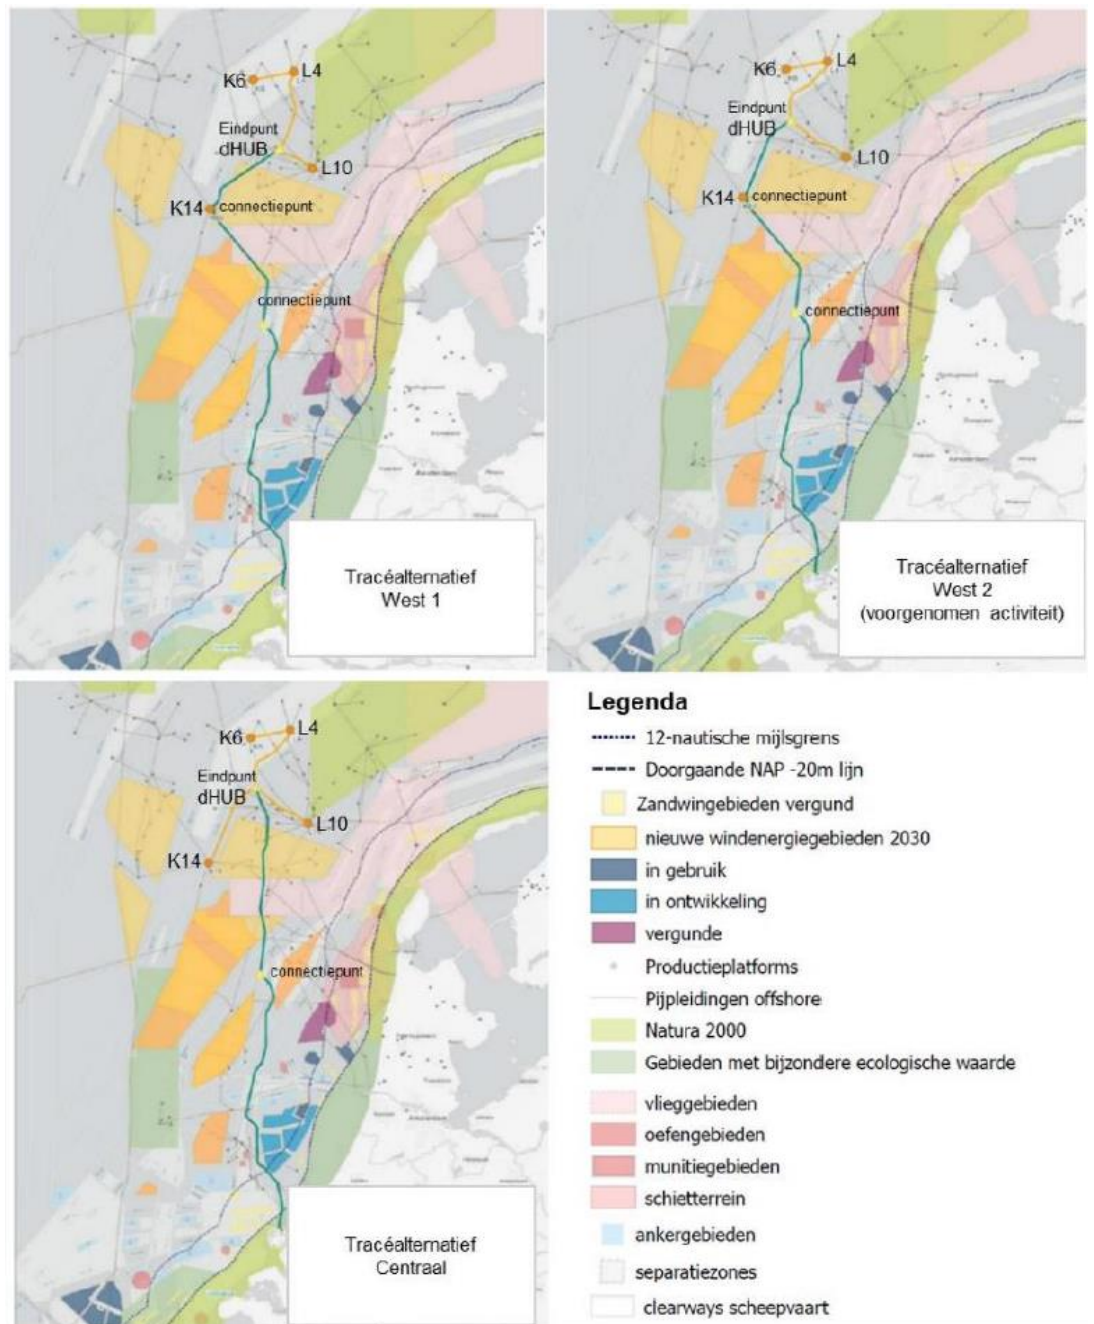 K6
L4
Eindpunt
dHUB
L10
K14
connectiepunt
connectiepunt
Tracéalternatief
West 1
K6
L4
Eindpunt
dHUB
L10
K14
connectiepunt
connectiepunt
Tracéalternatief
West 2
(voorgenomen activiteit)
K6
L4
Eindpunt
dHUB
L10
K14
connectiepunt
Tracéalternatief
Centraal
Legenda
12-nautische mijlsgrens
Doorgaande NAP -20m lijn
Zandwingebieden vergund
nieuwe windenergiegebieden 2030
in gebruik
in ontwikkeling
vergunde
Productieplatforms
Pijpleidingen offshore
Natura 2000
Gebieden met bijzondere ecologische waarde
vlieggebieden
oefengebieden
munitiegebieden
schietterrein
ankergebieden
separatiezones
clearways scheepvaart